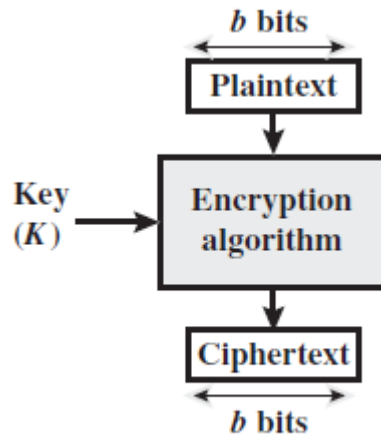 b bits
Plaintext
Key
(K)
Encryption
algorithm
Ciphertext
b bits